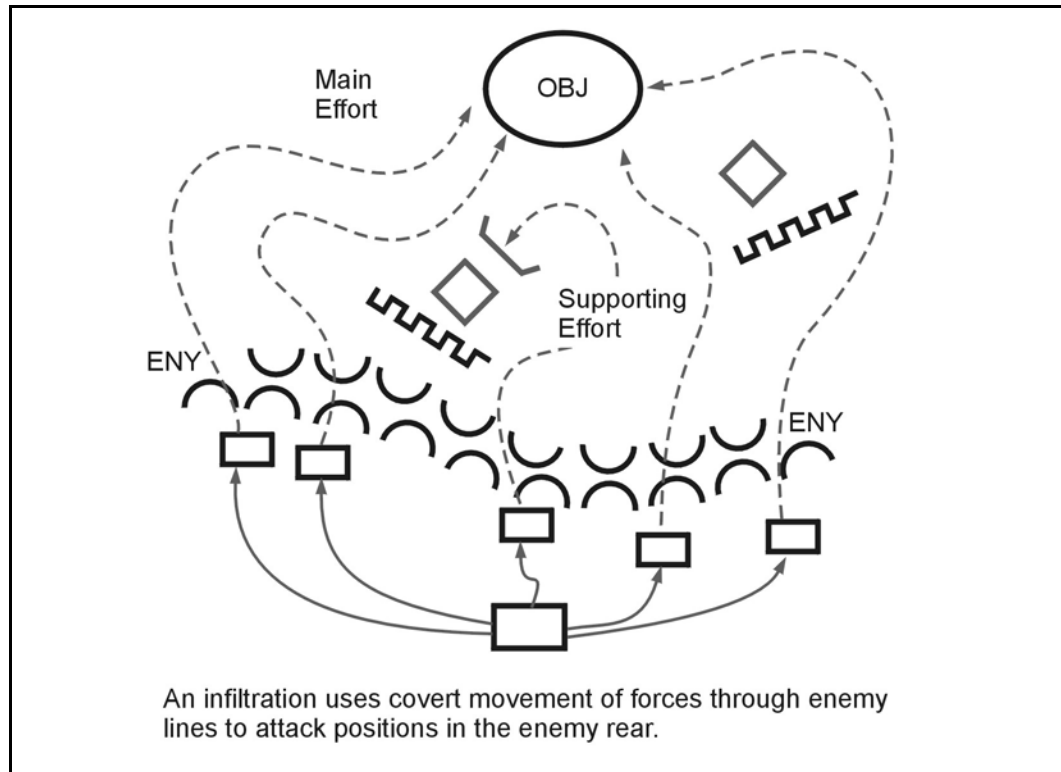 Main
Effort
OBJ
Supporting
Effort
ENY
ENY
An infiltration uses covert movement of forces through enemy
lines to attack positions in the enemy rear.